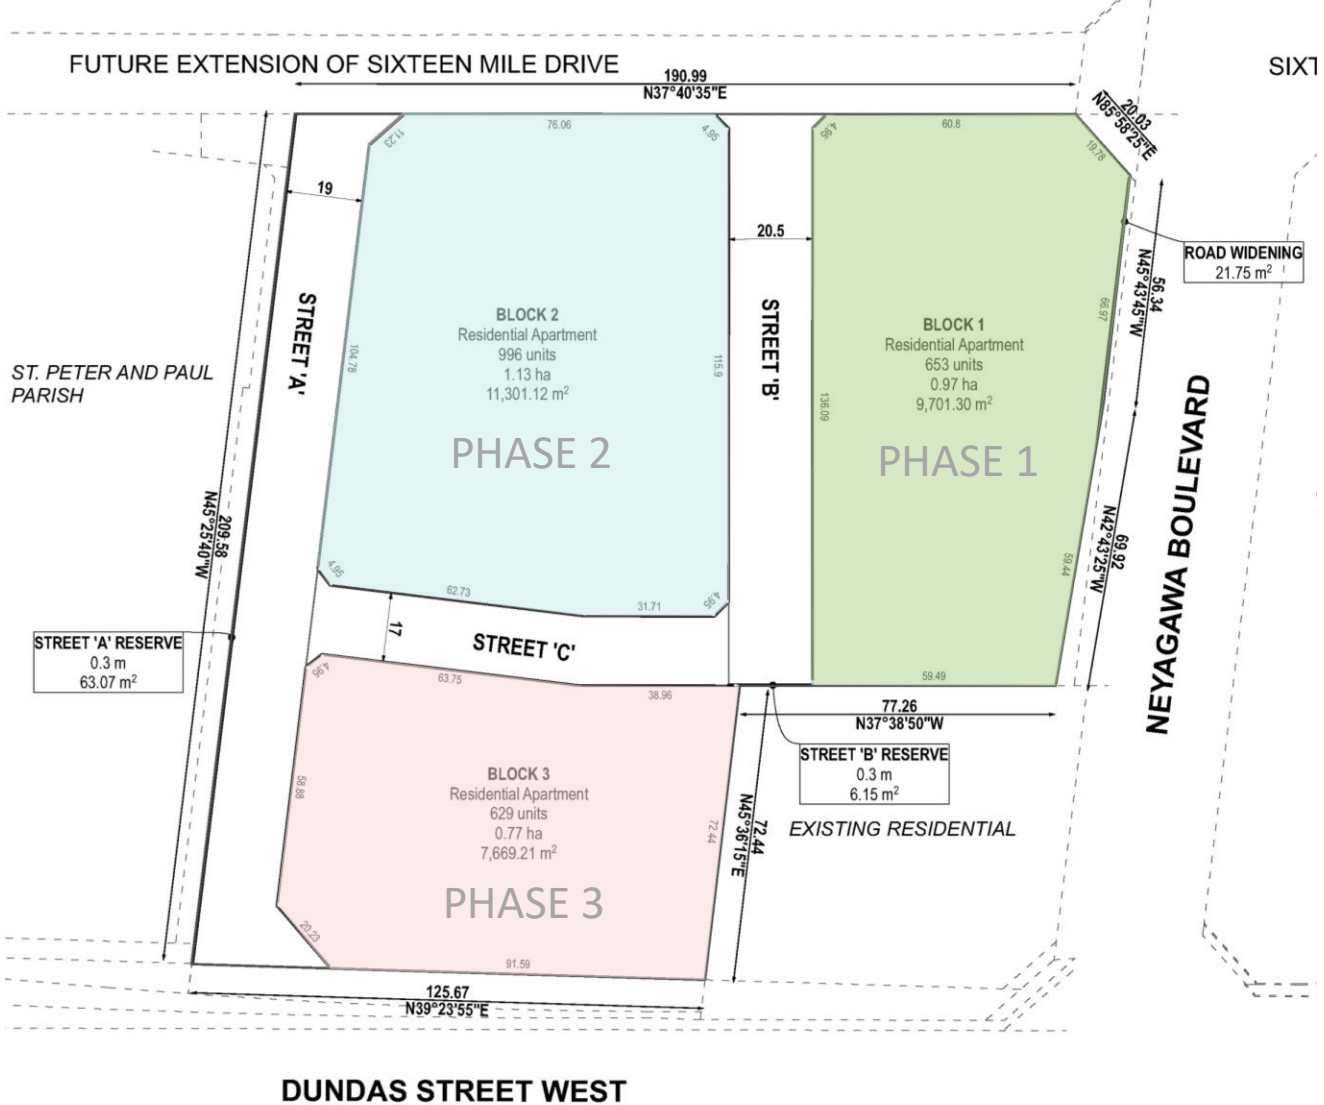 FUTURE EXTENSION OF SIXTEEN MILE DRIVE
SIXT
190.99
N37°40'35"E
20.03
N85°58'25"E
11.23
76.06
4.95
4.95
60.8
19.78
19
20.5
ROAD WIDENING
21.75 m²
56.34
N45°43'45"W
66.97
STREET 'A'
104.78
BLOCK 2
Residential Apartment
996 units
1.13 ha
11,301.12 m²
PHASE 2
115.9
STREET 'B'
136.09
BLOCK 1
Residential Apartment
653 units
0.97 ha
9,701.30 m²
PHASE 1
ST. PETER AND PAUL
PARISH
NEYAGAWA BOULEVARD
209.58
N45°25'40"W
69.92
N42°43'25"W
59.44
4.95
62.73
31.71
4.95
17
STREET 'C'
STREET 'A' RESERVE
0.3 m
63.07 m²
4.95
63.75
38.96
59.49
77.26
N37°38'50"W
STREET 'B' RESERVE
0.3 m
6.15 m²
58.88
BLOCK 3
Residential Apartment
629 units
0.77 ha
7,669.21 m²
PHASE 3
72.44
72.44
N45°36'15"E
EXISTING RESIDENTIAL
20.23
91.59
125.67
N39°23'55"E
DUNDAS STREET WEST